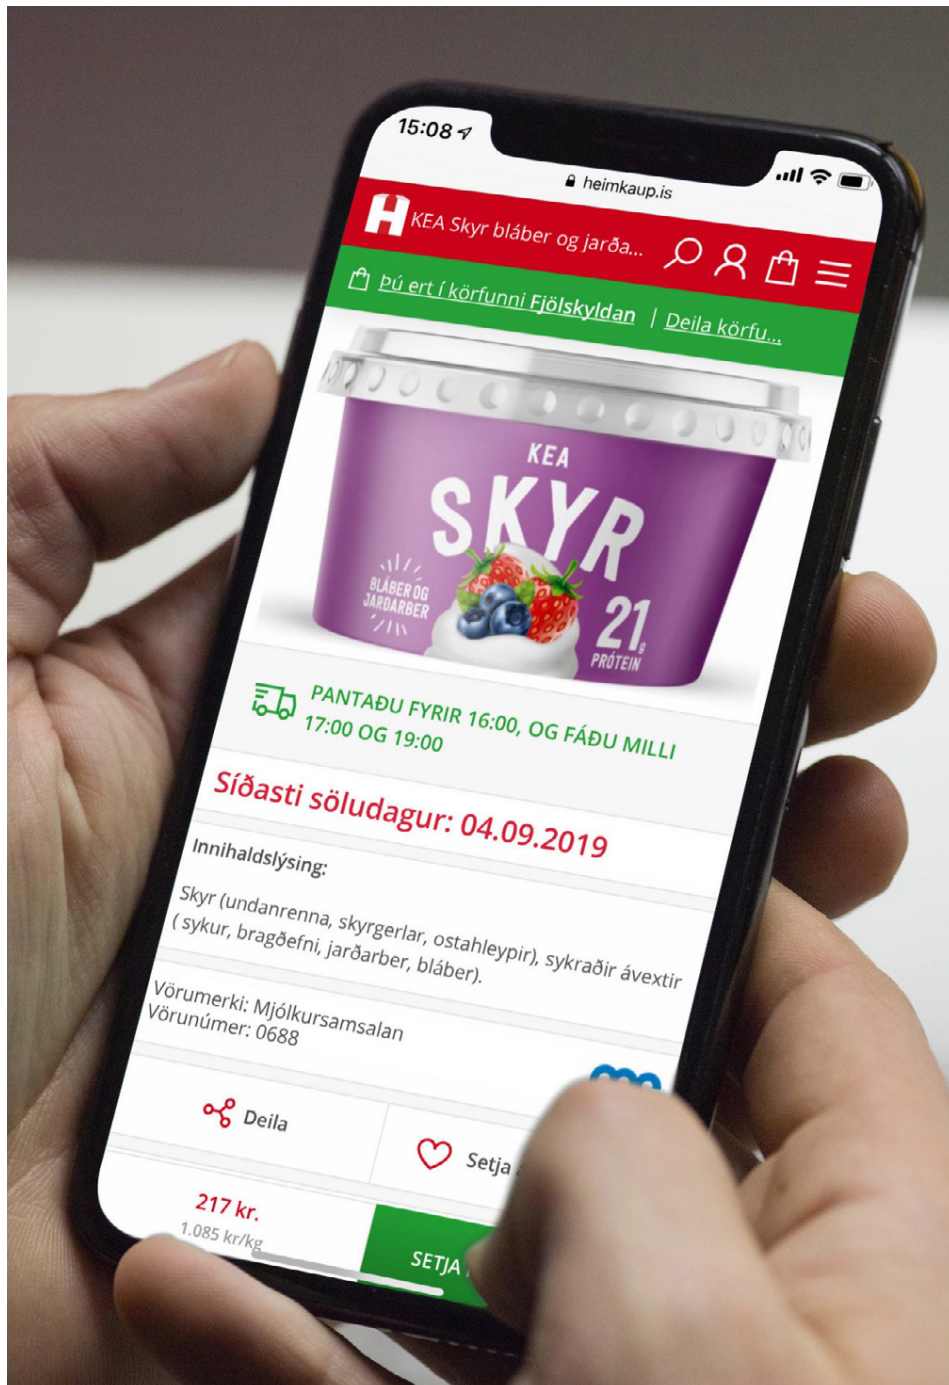 15:08
heimkaup.is
H KEA Skyr bláber og jarða...
Þú ert í körfunni Fjölskyldan | Deila körfu...
KEA
SKYR
BLÁBER OG
JARÐARBER
21g
PRÓTEIN
PANTAÐU FYRIR 16:00, OG FÁÐU MILLI
17:00 OG 19:00
Síðasti söludagur: 04.09.2019
Innihaldslýsing:
Skyr (undanrenna, skyrgerlar, ostahleypir), sykraðir ávextir
( sykur, bragðefni, jarðarber, bláber).
Vörumerki: Mjólkursamsalan
Vörunúmer: 0688
Deila
Setja
217 kr.
1.085 kr/kg
SETJA